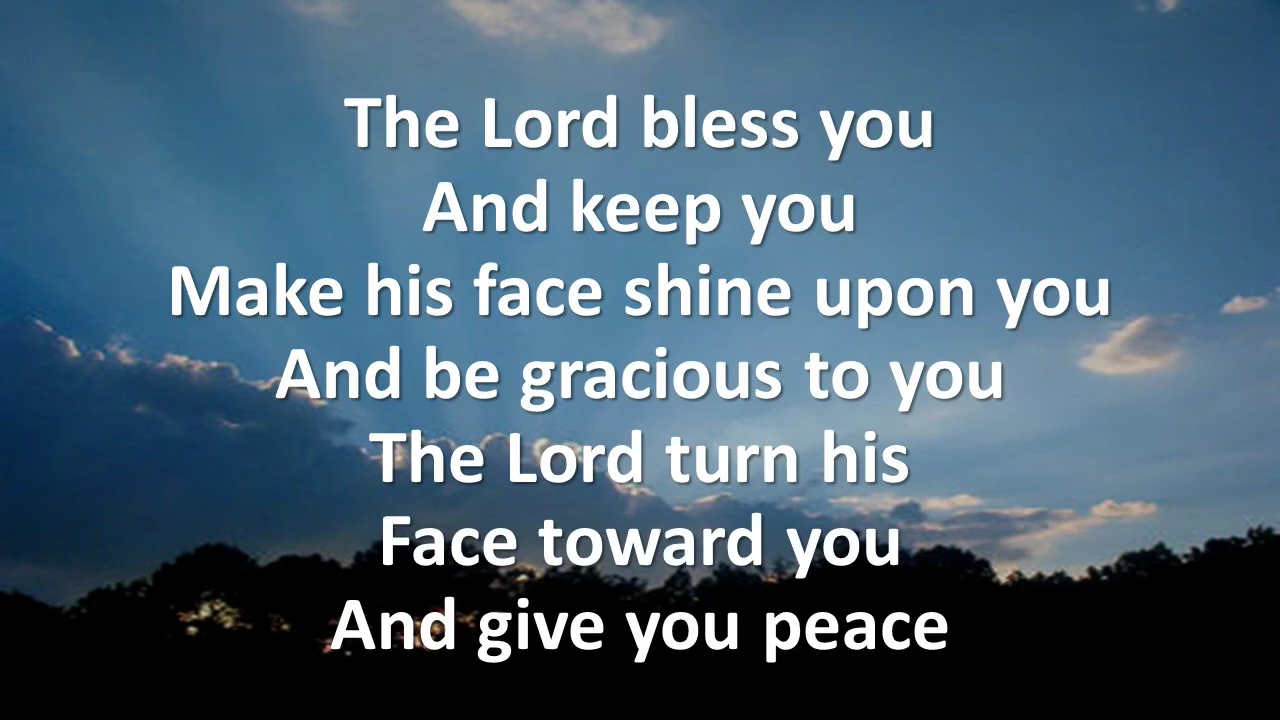 The Lord bless you
And keep you
Make his face shine upon you
And be gracious to you
The Lord turn his
Face toward you
And give you peace